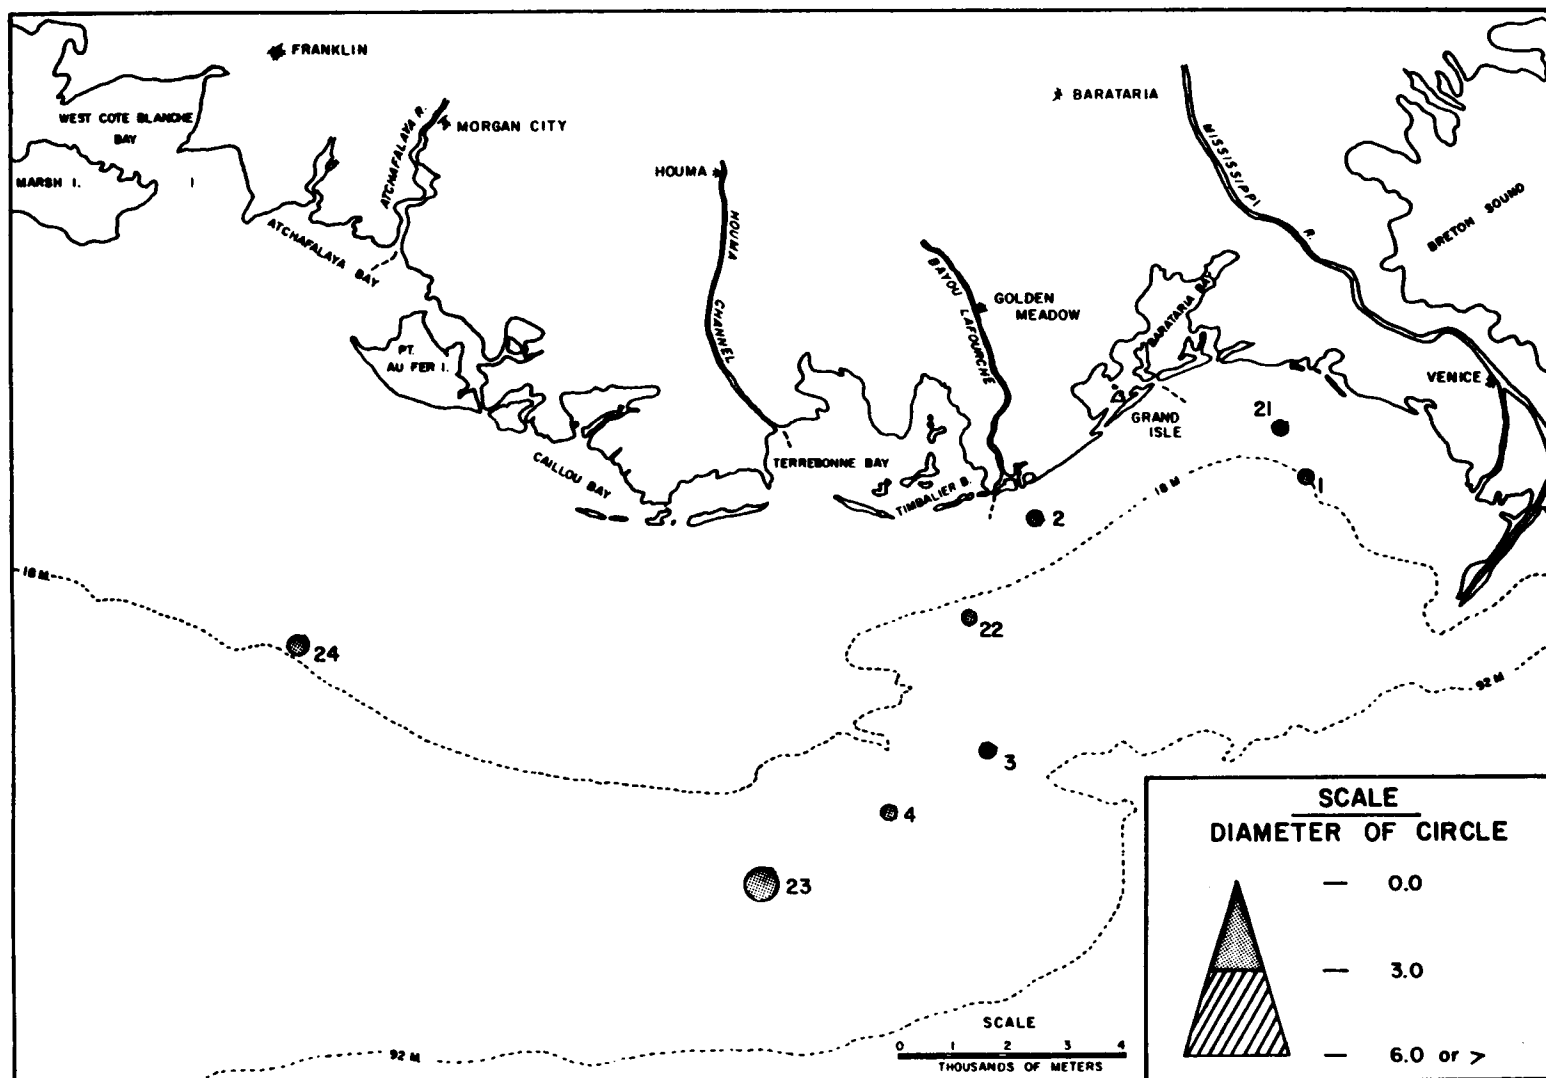 FRANKLIN
BARATARIA
WEST COTE BLANCHE
BAY
ATCHAFALAYA R.
MORGAN CITY
MISSISSIPPI
R.
MARSH I.
HOUMA
HOUMA
CHANNEL
BRETON SOUND
ATCHAFALAYA BAY
BAYOU LAFOURCHE
GOLDEN
MEADOW
BARATARIA BAY
PT.
AU FER I.
VENICE
GRAND
ISLE
21
CAILLOU BAY
TERREBONNE BAY
TIMBALIER B.
18 M
1
2
18 M.
22
24
92 M
3
4
23
SCALE
DIAMETER OF CIRCLE
0.0
3.0
6.0 or >
SCALE
0 1 2 3 4
THOUSANDS OF METERS
92 M.